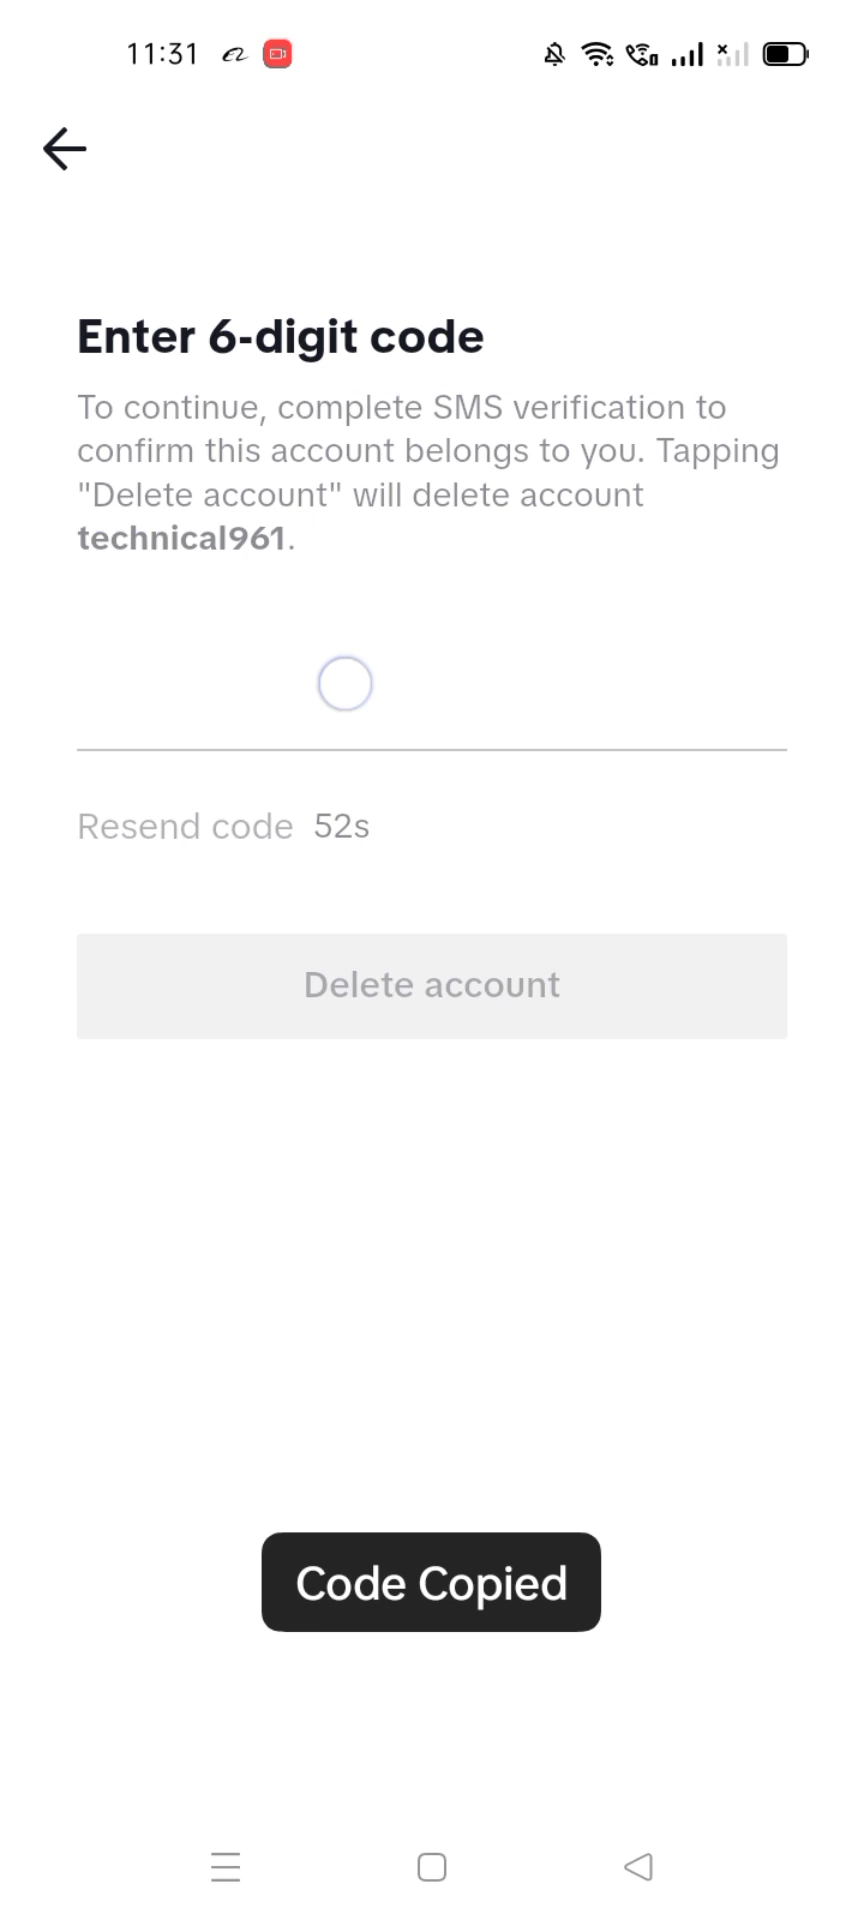 11:31
Enter 6-digit code
To continue, complete SMS verification to
confirm this account belongs to you. Tapping
"Delete account" will delete account
technical961.
Resend code 52s
Delete account
Code Copied